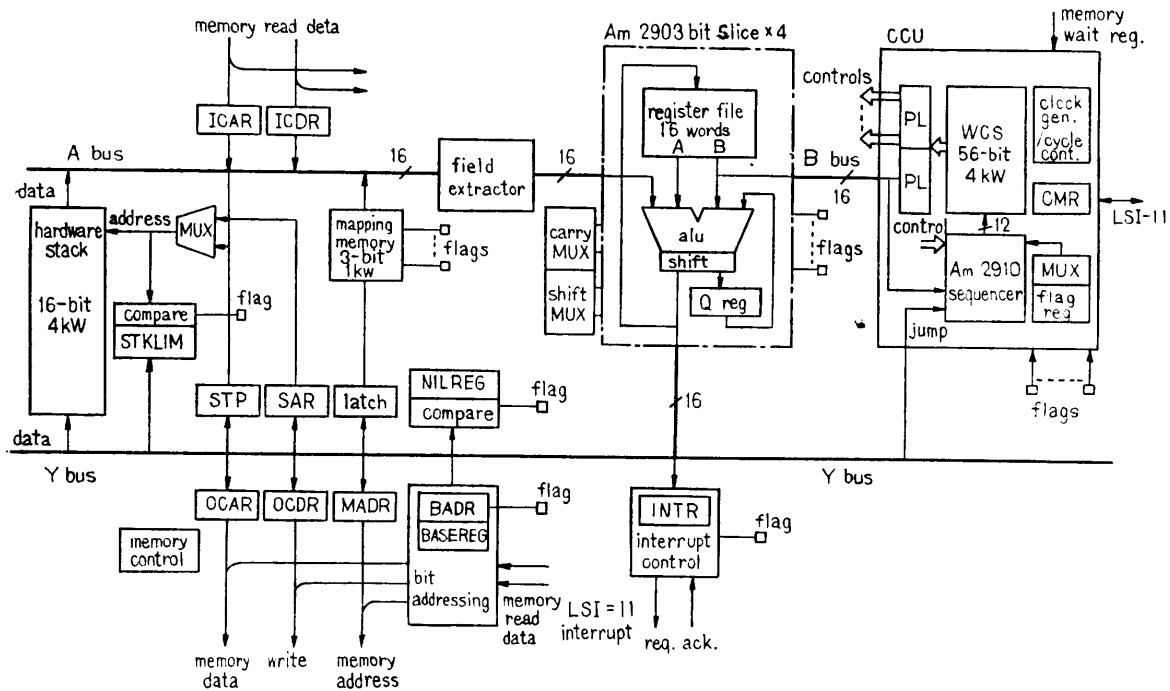 memory read deta
ICAR
ICDR
A bus
data
hardware
stack
16-bit
4kW
address
MUX
compare
STKLIM
flag
mapping
memory
3-bit
1kw
flags
16
field
extractor
16
Am 2903 bit Slice×4
register file
16 words
A B
alu
shift
Q reg
carry
MUX
shift
MUX
flags
B bus
16
controls
CCU
memory
wait reg.
PL
PL
WCS
56-bit
4kW
clock
gen.
/cycle
cont.
CMR
LSI-11
control
12
Am 2910
sequencer
MUX
flag
reg
jump
flags
STP
SAR
latch
NILREG
compare
flag
16
data
Y bus
Y bus
OCAR
OCDR
MADR
BADR
BASEREG
flag
bit
addressing
memory
control
memory
read
data
INTR
interrupt
control
flag
LSI=11
interrupt
req. ack.
memory
data
write
memory
address